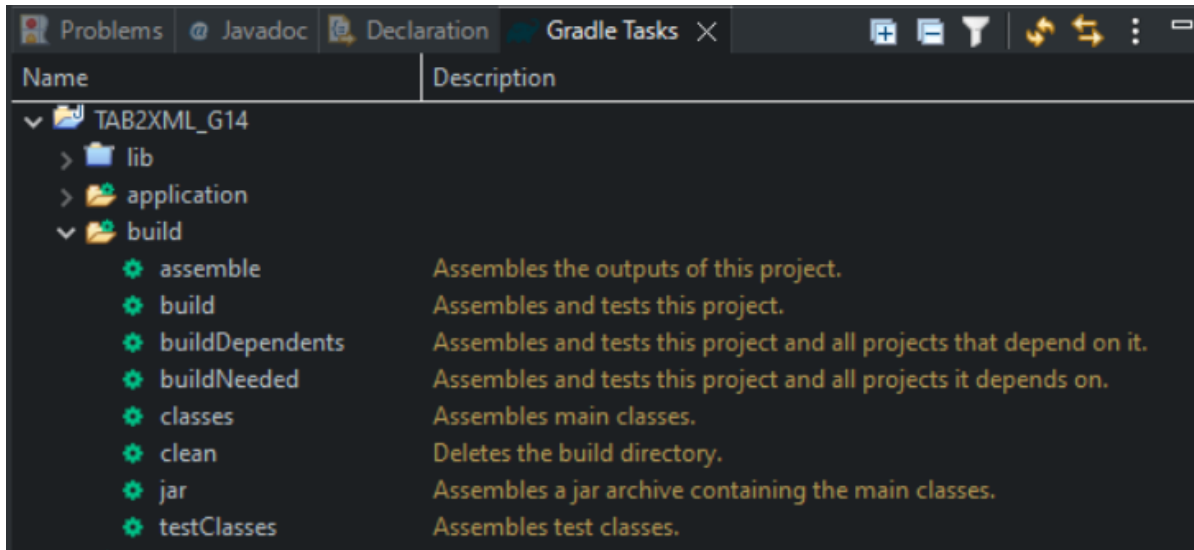 Problems @ Javadoc Declaration Gradle Tasks
Name Description
TAB2XML_G14
lib
application
build
assemble Assembles the outputs of this project.
build Assembles and tests this project.
buildDependents Assembles and tests this project and all projects that depend on it.
buildNeeded Assembles and tests this project and all projects it depends on.
classes Assembles main classes.
clean Deletes the build directory.
jar Assembles a jar archive containing the main classes.
testClasses Assembles test classes.